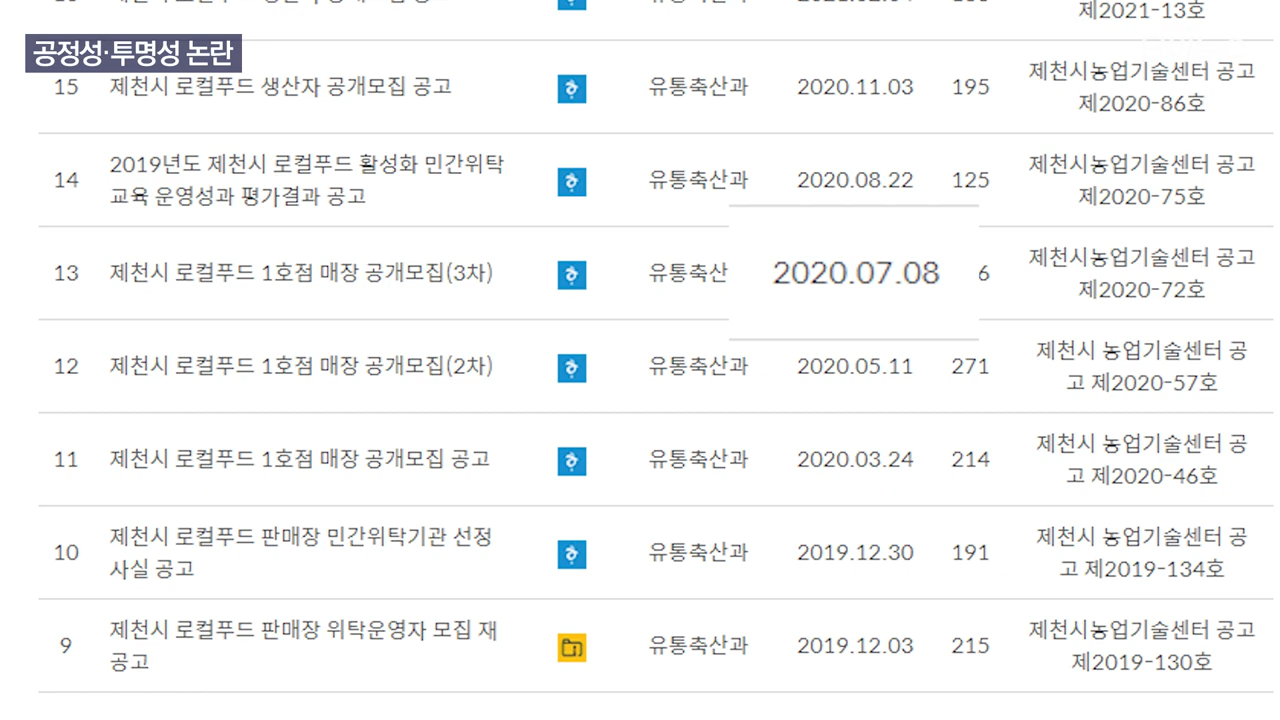 제2021-13호
공정성·투명성 논란
15 제천시 로컬푸드 생산자 공개모집 공고 유통축산과 2020.11.03 195 제천시농업기술센터 공고
제2020-86호
14 2019년도 제천시 로컬푸드 활성화 민간위탁
교육 운영성과 평가결과 공고 유통축산과 2020.08.22 125 제천시농업기술센터 공고
제2020-75호
13 제천시 로컬푸드 1호점 매장 공개모집(3차) 유통축산 2020.07.08 6 제천시농업기술센터 공고
제2020-72호
12 제천시 로컬푸드 1호점 매장 공개모집(2차) 유통축산과 2020.05.11 271 제천시 농업기술센터 공
고 제2020-57호
11 제천시 로컬푸드 1호점 매장 공개모집 공고 유통축산과 2020.03.24 214 제천시 농업기술센터 공
고 제2020-46호
10 제천시 로컬푸드 판매장 민간위탁기관 선정
사실 공고 유통축산과 2019.12.30 191 제천시 농업기술센터 공
고 제2019-134호
9 제천시 로컬푸드 판매장 위탁운영자 모집 재
공고 유통축산과 2019.12.03 215 제천시농업기술센터 공고
제2019-130호